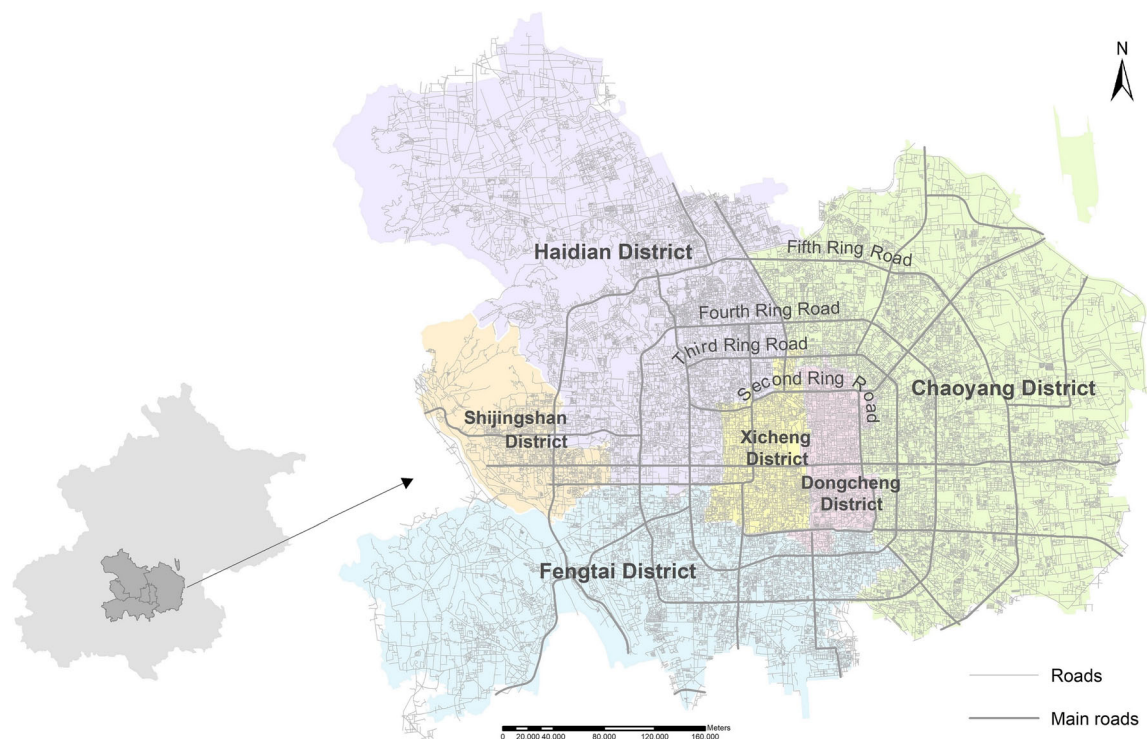 N
Haidian District
Fifth Ring Road
Fourth Ring Road
Third Ring Road
Second Ring Road
Chaoyang District
Shijingshan
District
Xicheng
District
Dongcheng
District
Fengtai District
Roads
Main roads
Meters
0 20,000 40,000 80,000 120,000 160,000